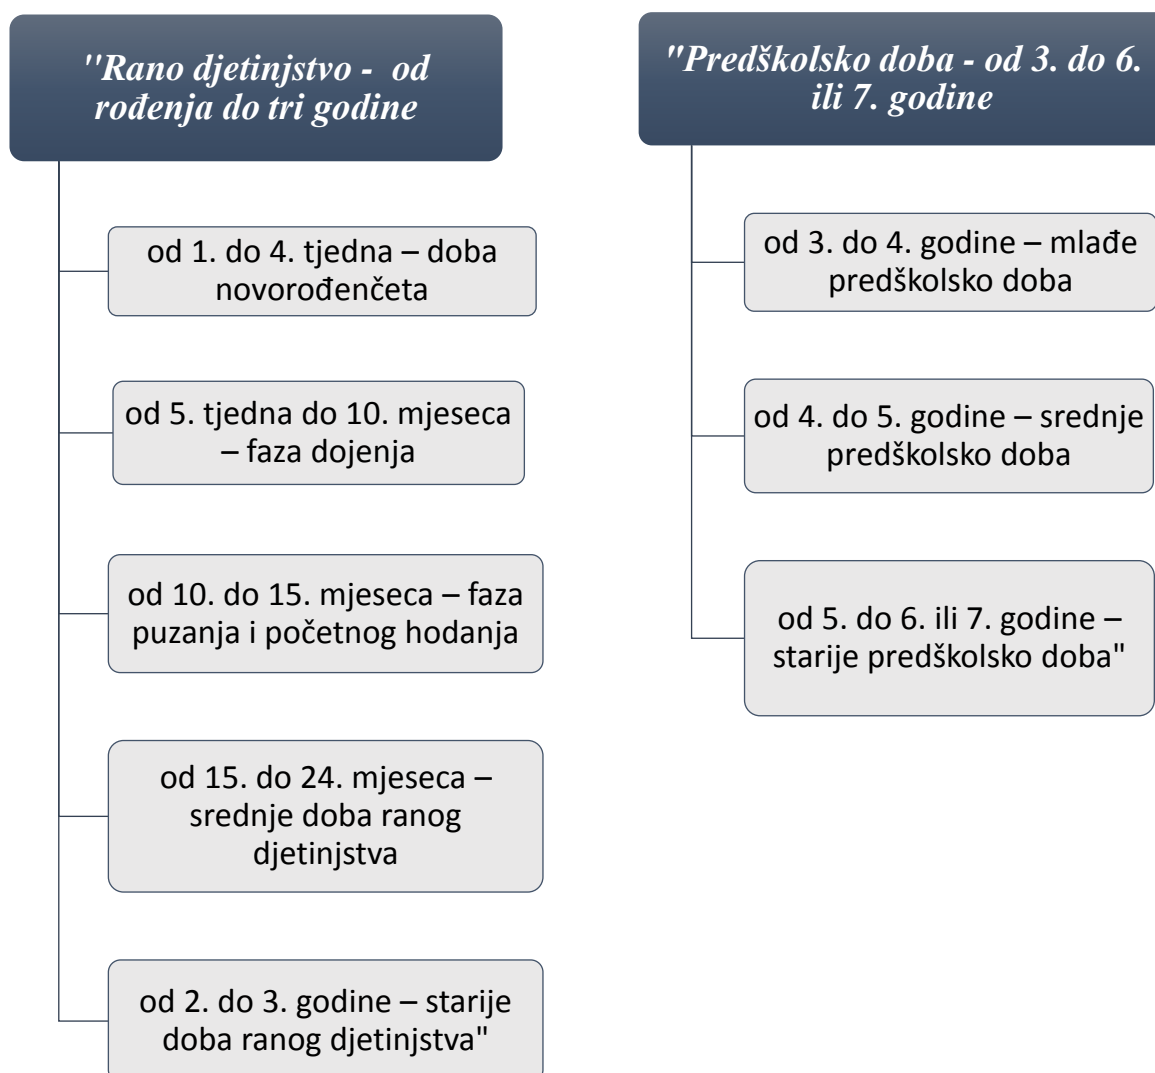 ''Rano djetinjstvo -  od
rođenja do tri godine
od 1. do 4. tjedna – doba
novorođenčeta
od 5. tjedna do 10. mjeseca
– faza dojenja
od 10. do 15. mjeseca – faza
puzanja i početnog hodanja
od 15. do 24. mjeseca –
srednje doba ranog
djetinjstva
od 2. do 3. godine – starije
doba ranog djetinjstva"
"Predškolsko doba - od 3. do 6.
ili 7. godine
od 3. do 4. godine – mlađe
predškolsko doba
od 4. do 5. godine – srednje
predškolsko doba
od 5. do 6. ili 7. godine –
starije predškolsko doba"